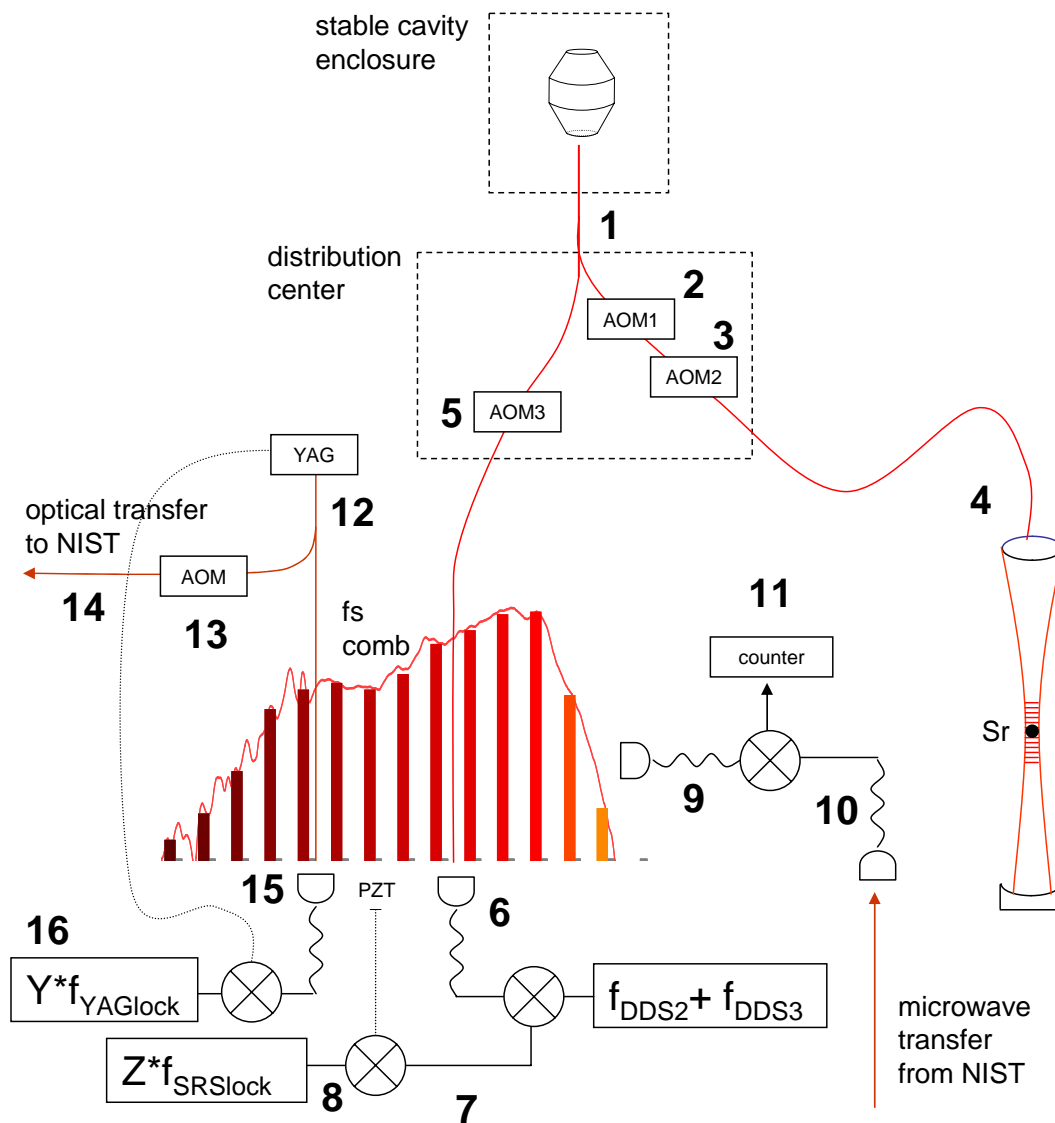 stable cavity
enclosure
1
distribution
center
2
AOM1
3
AOM2
5
AOM3
YAG
12
4
optical transfer
to NIST
AOM
14
13
fs
comb
11
counter
Sr
9
10
15
PZT
6
16
Y*fYAGlock
fDDS2+ fDDS3
Z*fSRSlock
8
7
microwave
transfer
from NIST